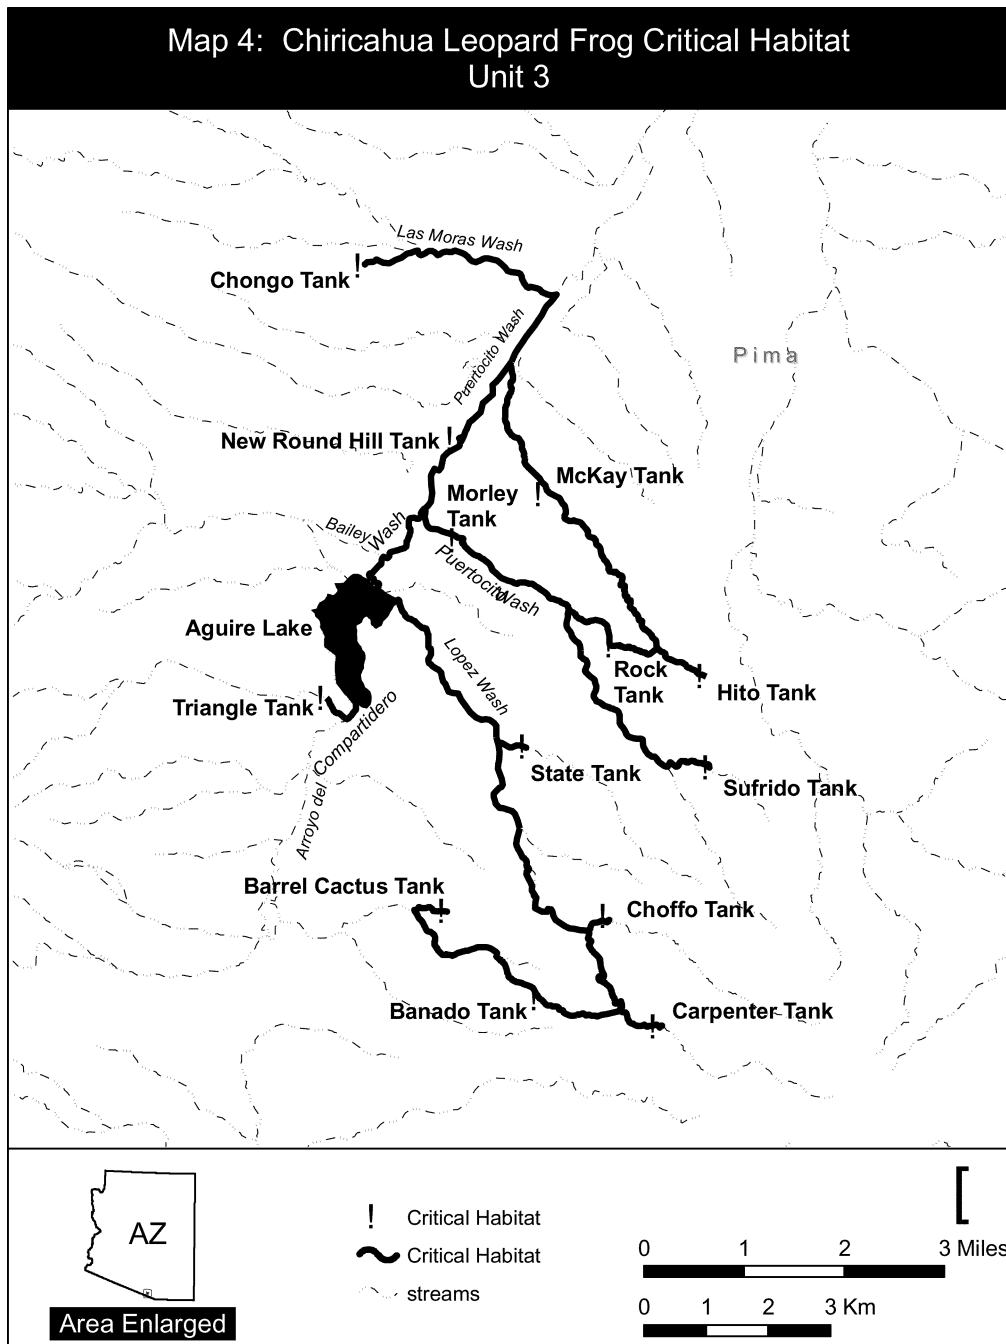 Map 4:  Chiricahua Leopard Frog Critical Habitat
Unit 3
Las Moras Wash
Chongo Tank
!
Puertocito Wash
Pima
New Round Hill Tank
!
McKay Tank
!
Morley
Tank
!
Bailey Wash
Puertocito Wash
Aguire Lake
Lopez Wash
Rock
Tank
!
Hito Tank
!
Triangle Tank
!
Arroyo del Compartidero
State Tank
!
Sufrido Tank
!
Barrel Cactus Tank
!
Choffo Tank
!
Banado Tank
!
Carpenter Tank
!
AZ
Area Enlarged
! Critical Habitat
Critical Habitat
streams
[
0 1 2 3 Miles
0 1 2 3 Km